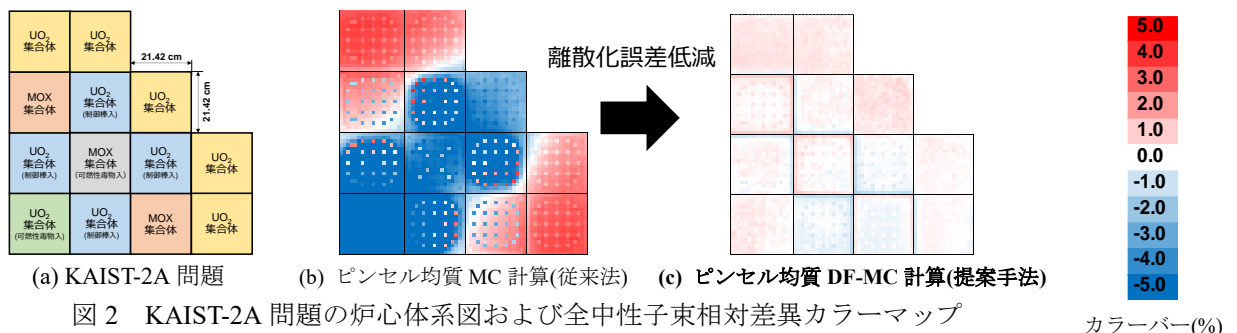 UO2
集合体
UO2
集合体
21.42 cm
21.42 cm
MOX
集合体
UO2
集合体
(制御棒入)
UO2
集合体
UO2
集合体
(制御棒入)
MOX
集合体
(可燃性毒物入)
UO2
集合体
(制御棒入)
UO2
集合体
UO2
集合体
(可燃性毒物入)
UO2
集合体
(制御棒入)
MOX
集合体
UO2
集合体
離散化誤差低減
5.0
4.0
3.0
2.0
1.0
0.0
-1.0
-2.0
-3.0
-4.0
-5.0
(a) KAIST-2A 問題
(b) ピンセル均質 MC 計算(従来法)
(c) ピンセル均質 DF-MC 計算(提案手法)
図 2 KAIST-2A 問題の炉心体系図および全中性子束相対差異カラーマップ
カラーバー(%)